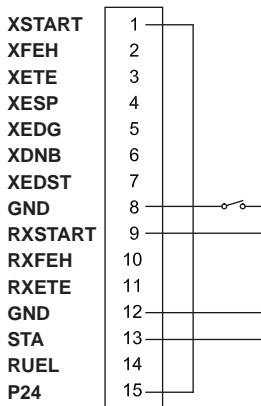 XSTART 1
XFEH 2
XETE 3
XESP 4
XEDG 5
XDNB 6
XEDST 7
GND 8
RXSTART 9
RXFEH 10
RXETE 11
GND 12
STA 13
RUEL 14
P24 15